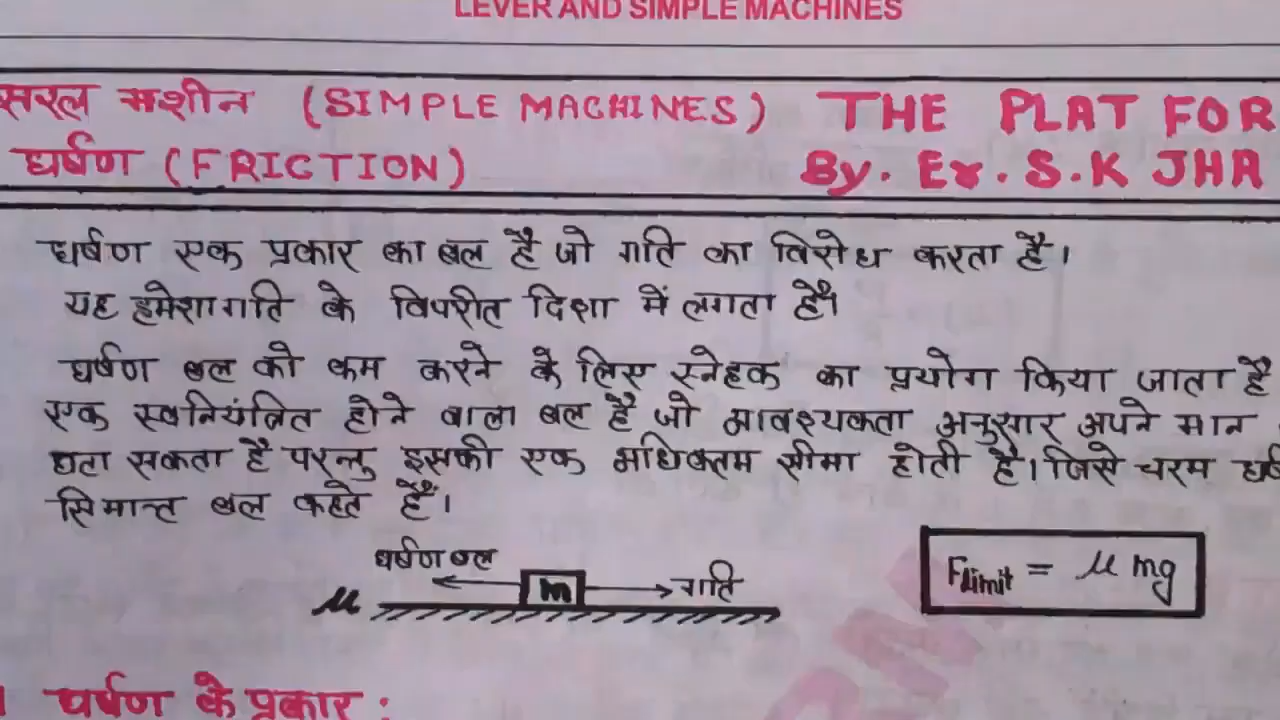 LEVER AND SIMPLE MACHINES
सरल मशीन (SIMPLE MACHINES) THE PLAT FOR
घर्षण (FRICTION) By. Er. S.K JHA
घर्षण एक प्रकार का बल है जो गति का विरोध करता है।
यह हमेशा गति के विपरीत दिशा में लगता है।
घर्षण बल को कम करने के लिए स्नेहक का प्रयोग किया जाता है
एक स्वनियंत्रित होने वाला बल है जो आवश्यकता अनुसार अपने मान
घटा सकता है परन्तु इसकी एक अधिकतम सीमा होती है। जिसे चरम घर्ष
सिमान्त बल कहते हैं।
घर्षण बल
μ m गति
Flimit = μ mg
घर्षण के प्रकार :